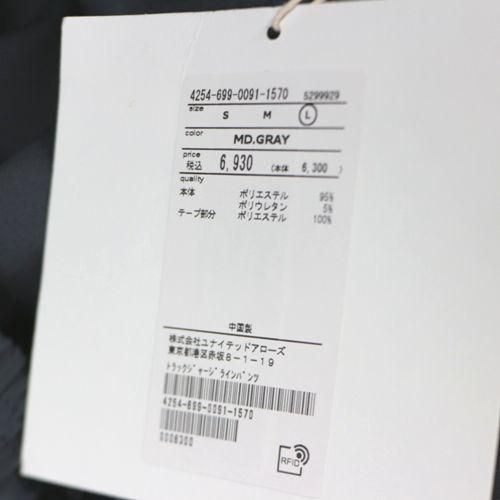 4254-699-0091-1570 5299929
size S M L
color
MD.GRAY
price
税込 6,930 (本体 6,300)
quality
本体 ポリエステル 95%
ポリウレタン 5%
テープ部分 ポリエステル 100%
中国製
株式会社ユナイテッドアローズ
東京都港区赤坂8-1-19
トラックジャージラインパンツ
4254-699-0091-1570
0006300
RFID